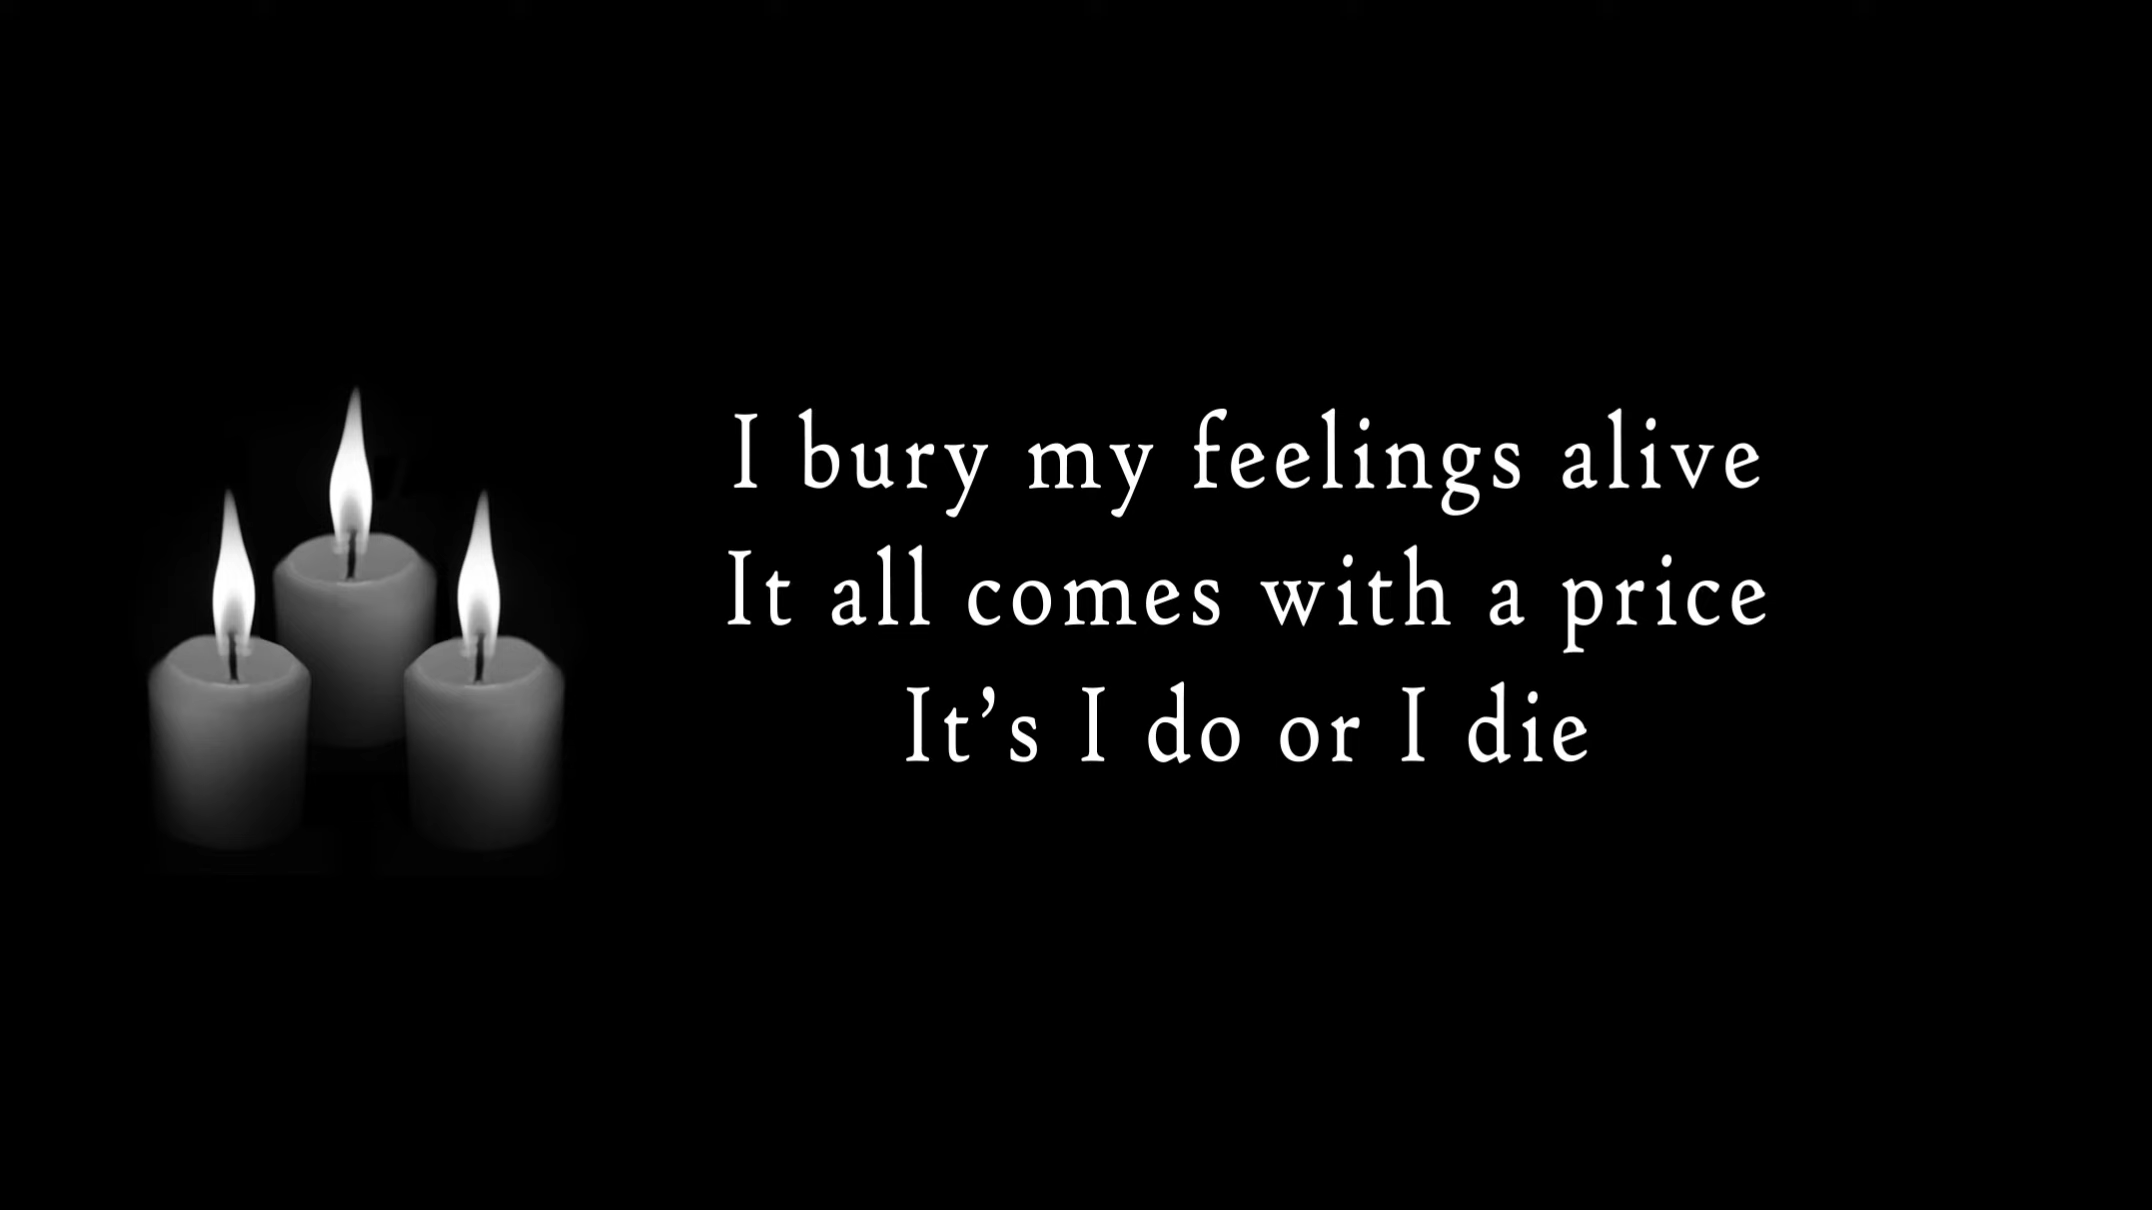 I bury my feelings alive
It all comes with a price
It’s I do or I die